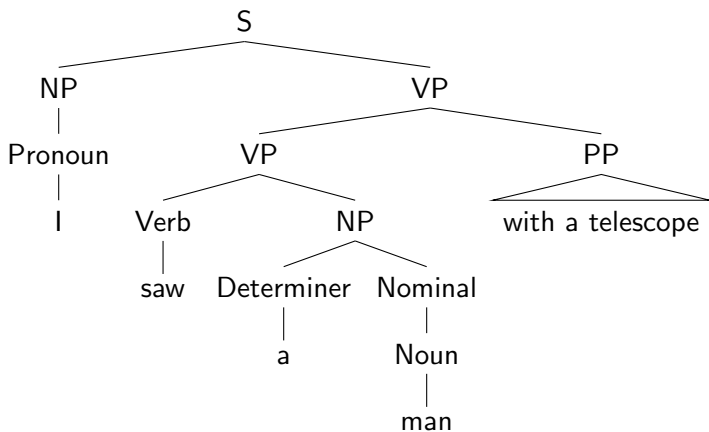 S
NP VP
Pronoun VP PP
I Verb NP with a telescope
saw Determiner Nominal
a Noun
man